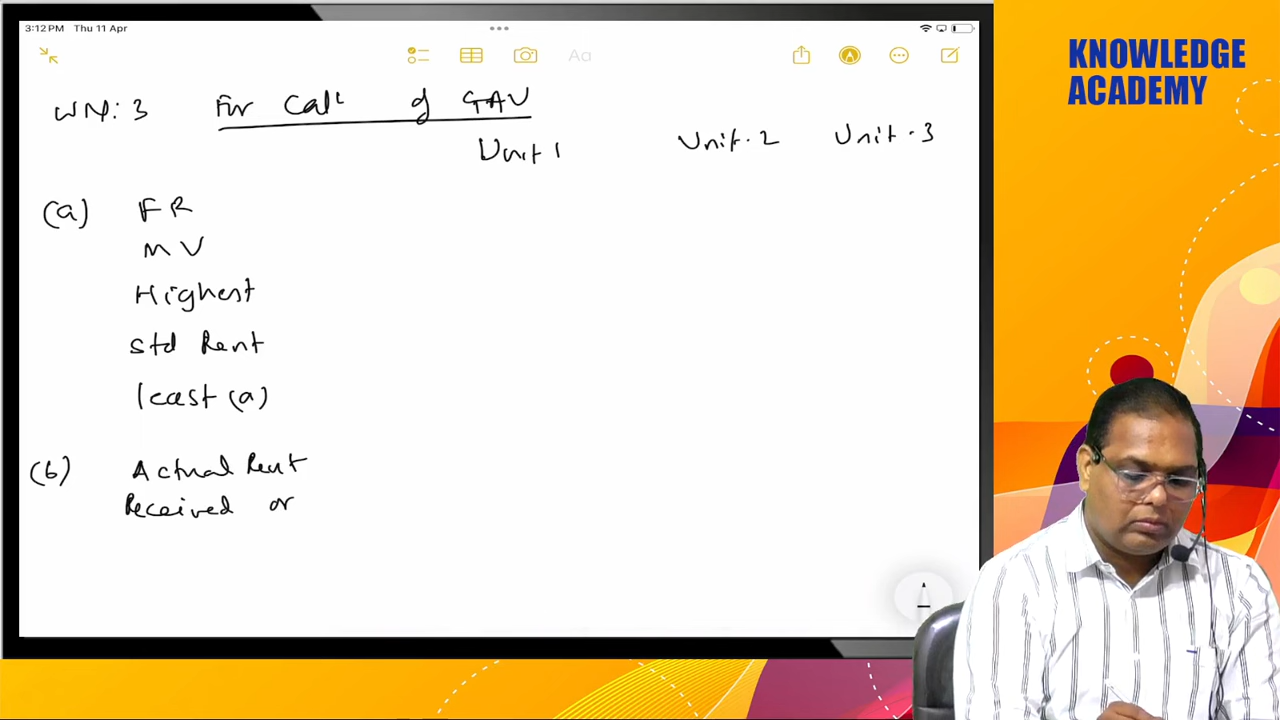 3:12 PM Thu 11 Apr
Aa
KNOWLEDGE
ACADEMY
WN: 3 For Calc of GAV
Unit 1 Unit-2 Unit-3
(a) FR
MV
Highest
Std Rent
least (a)
(b) Actual Rent
Received or